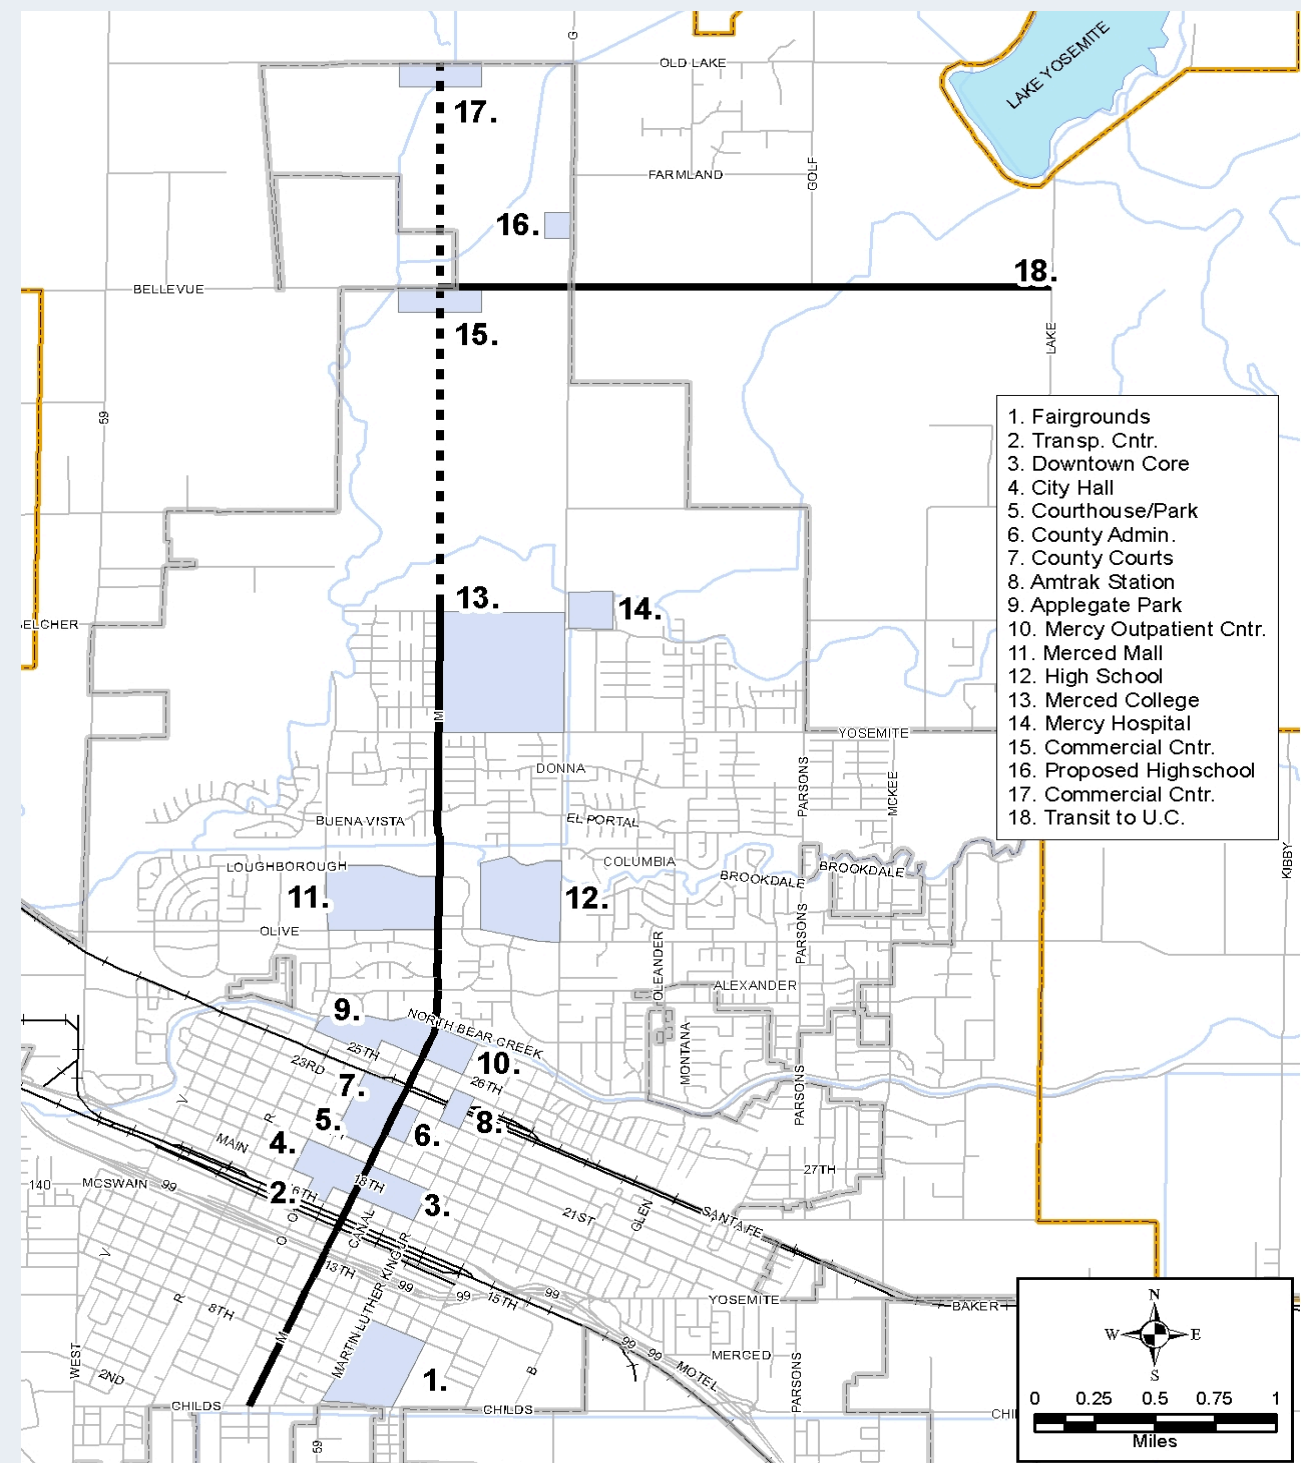 G
OLD LAKE
LAKE YOSEMITE
17.
FARMLAND
GOLF
16.
18.
BELLEVUE
15.
LAKE
59
1. Fairgrounds
2. Transp. Cntr.
3. Downtown Core
4. City Hall
5. Courthouse/Park
6. County Admin.
7. County Courts
8. Amtrak Station
9. Applegate Park
10. Mercy Outpatient Cntr.
11. Merced Mall
12. High School
13. Merced College
14. Mercy Hospital
15. Commercial Cntr.
16. Proposed Highschool
17. Commercial Cntr.
18. Transit to U.C.
13.
14.
ELCHER
M
YOSEMITE
DONNA
PARSONS
MCKEE
BUENA VISTA
EL PORTAL
LOUGHBOROUGH
COLUMBIA
BROOKDALE
BROOKDALE
KIBBY
11.
12.
OLIVE
PARSONS
OLEANDER
ALEXANDER
9.
NORTH BEAR CREEK
25TH
23RD
10.
26TH
MONTANA
PARSONS
7.
V
R
5.
6.
8.
4.
MAIN
27TH
140
MCSWAIN
99
2.
6TH
18TH
3.
O
CANAL
21ST
GLEN
SANTA FE
V
13TH
MARTIN LUTHER KING JR
99
99
15TH
99
R
8TH
YOSEMITE
BAKER
M
99
99
MERCED
WEST
2ND
1.
B
MOTEL
PARSONS
CHILDS
CHILDS
CHI
59
N
W
E
S
0 0.25 0.5 0.75 1
Miles